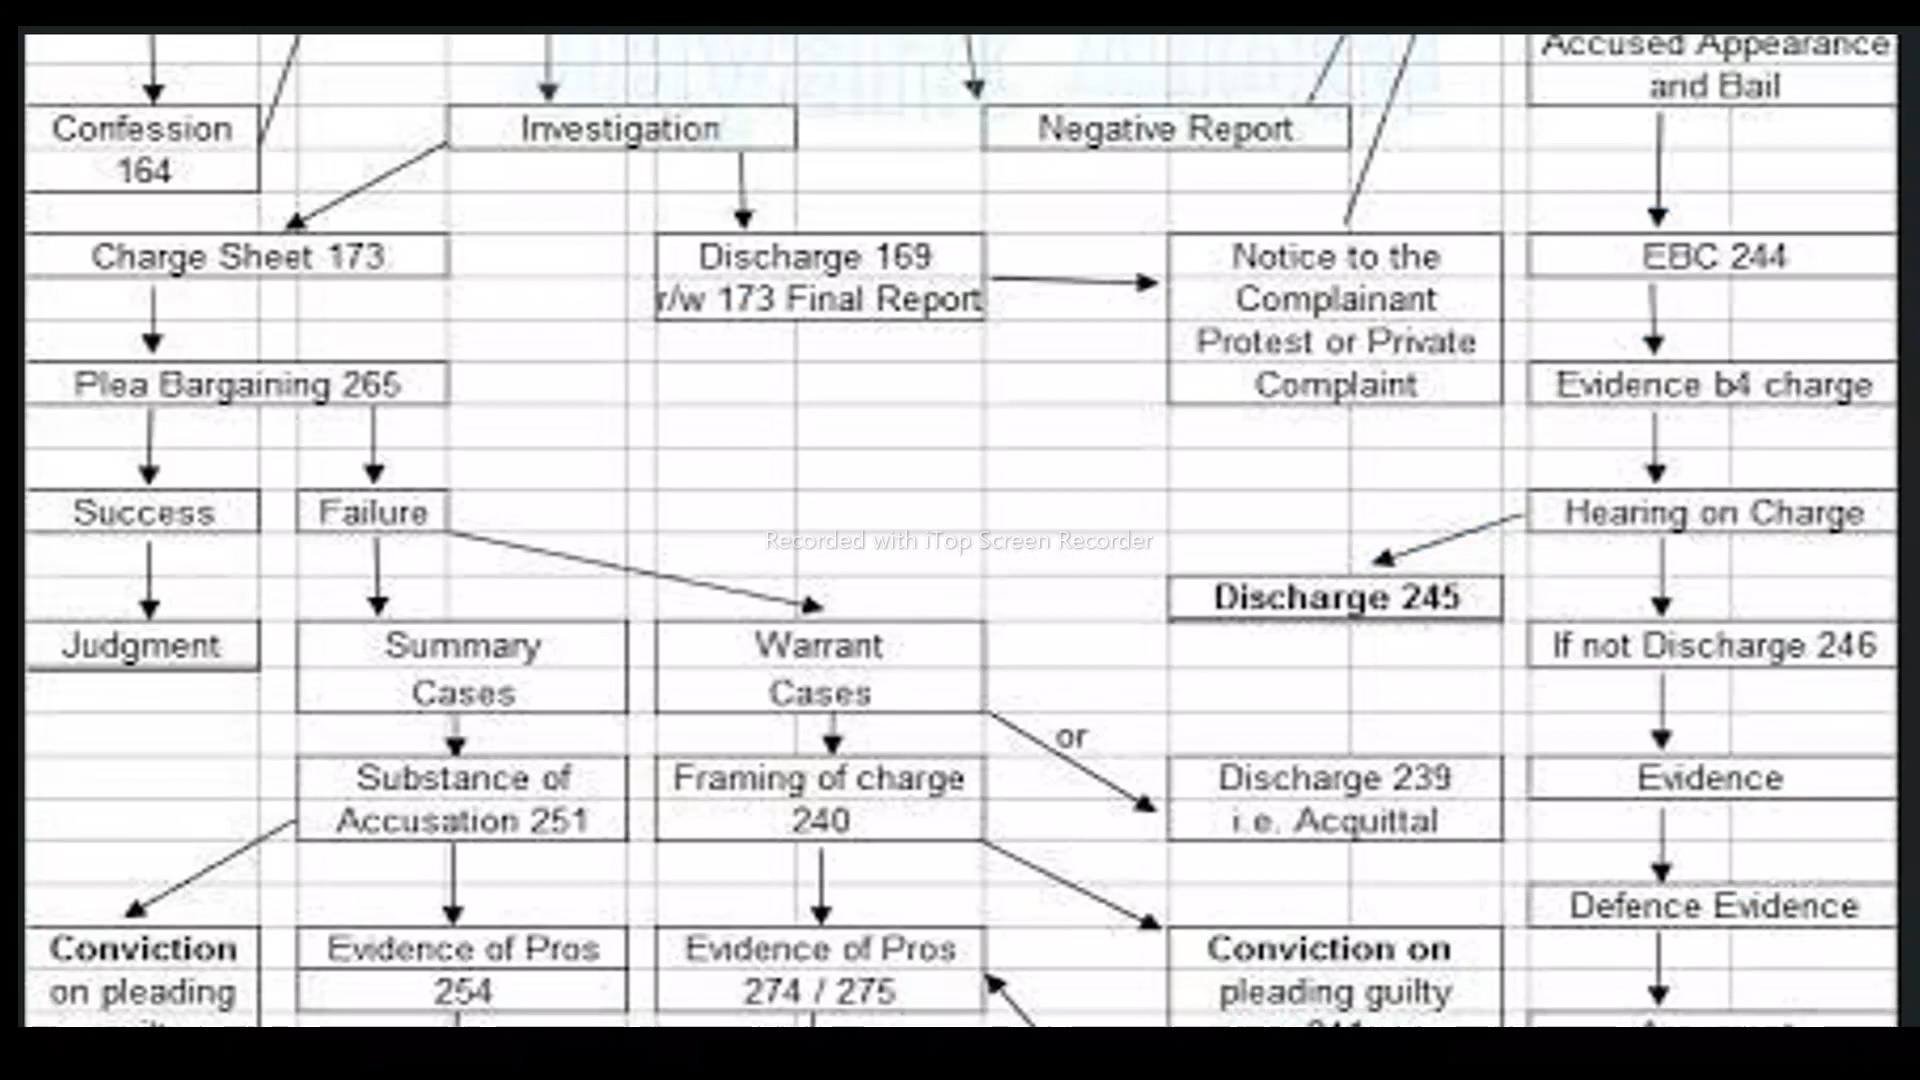 Accused Appearance
and Bail
Confession
164
Investigation
Negative Report
Charge Sheet 173
Discharge 169
r/w 173 Final Report
Notice to the
Complainant
Protest or Private
Complaint
EBC 244
Plea Bargaining 265
Evidence b4 charge
Success
Failure
Hearing on Charge
Recorded with iTop Screen Recorder
Discharge 245
Judgment
Summary
Cases
Warrant
Cases
If not Discharge 246
or
Substance of
Accusation 251
Framing of charge
240
Discharge 239
i.e. Acquittal
Evidence
Defence Evidence
Conviction
on pleading
Evidence of Pros
254
Evidence of Pros
274 / 275
Conviction on
pleading guilty